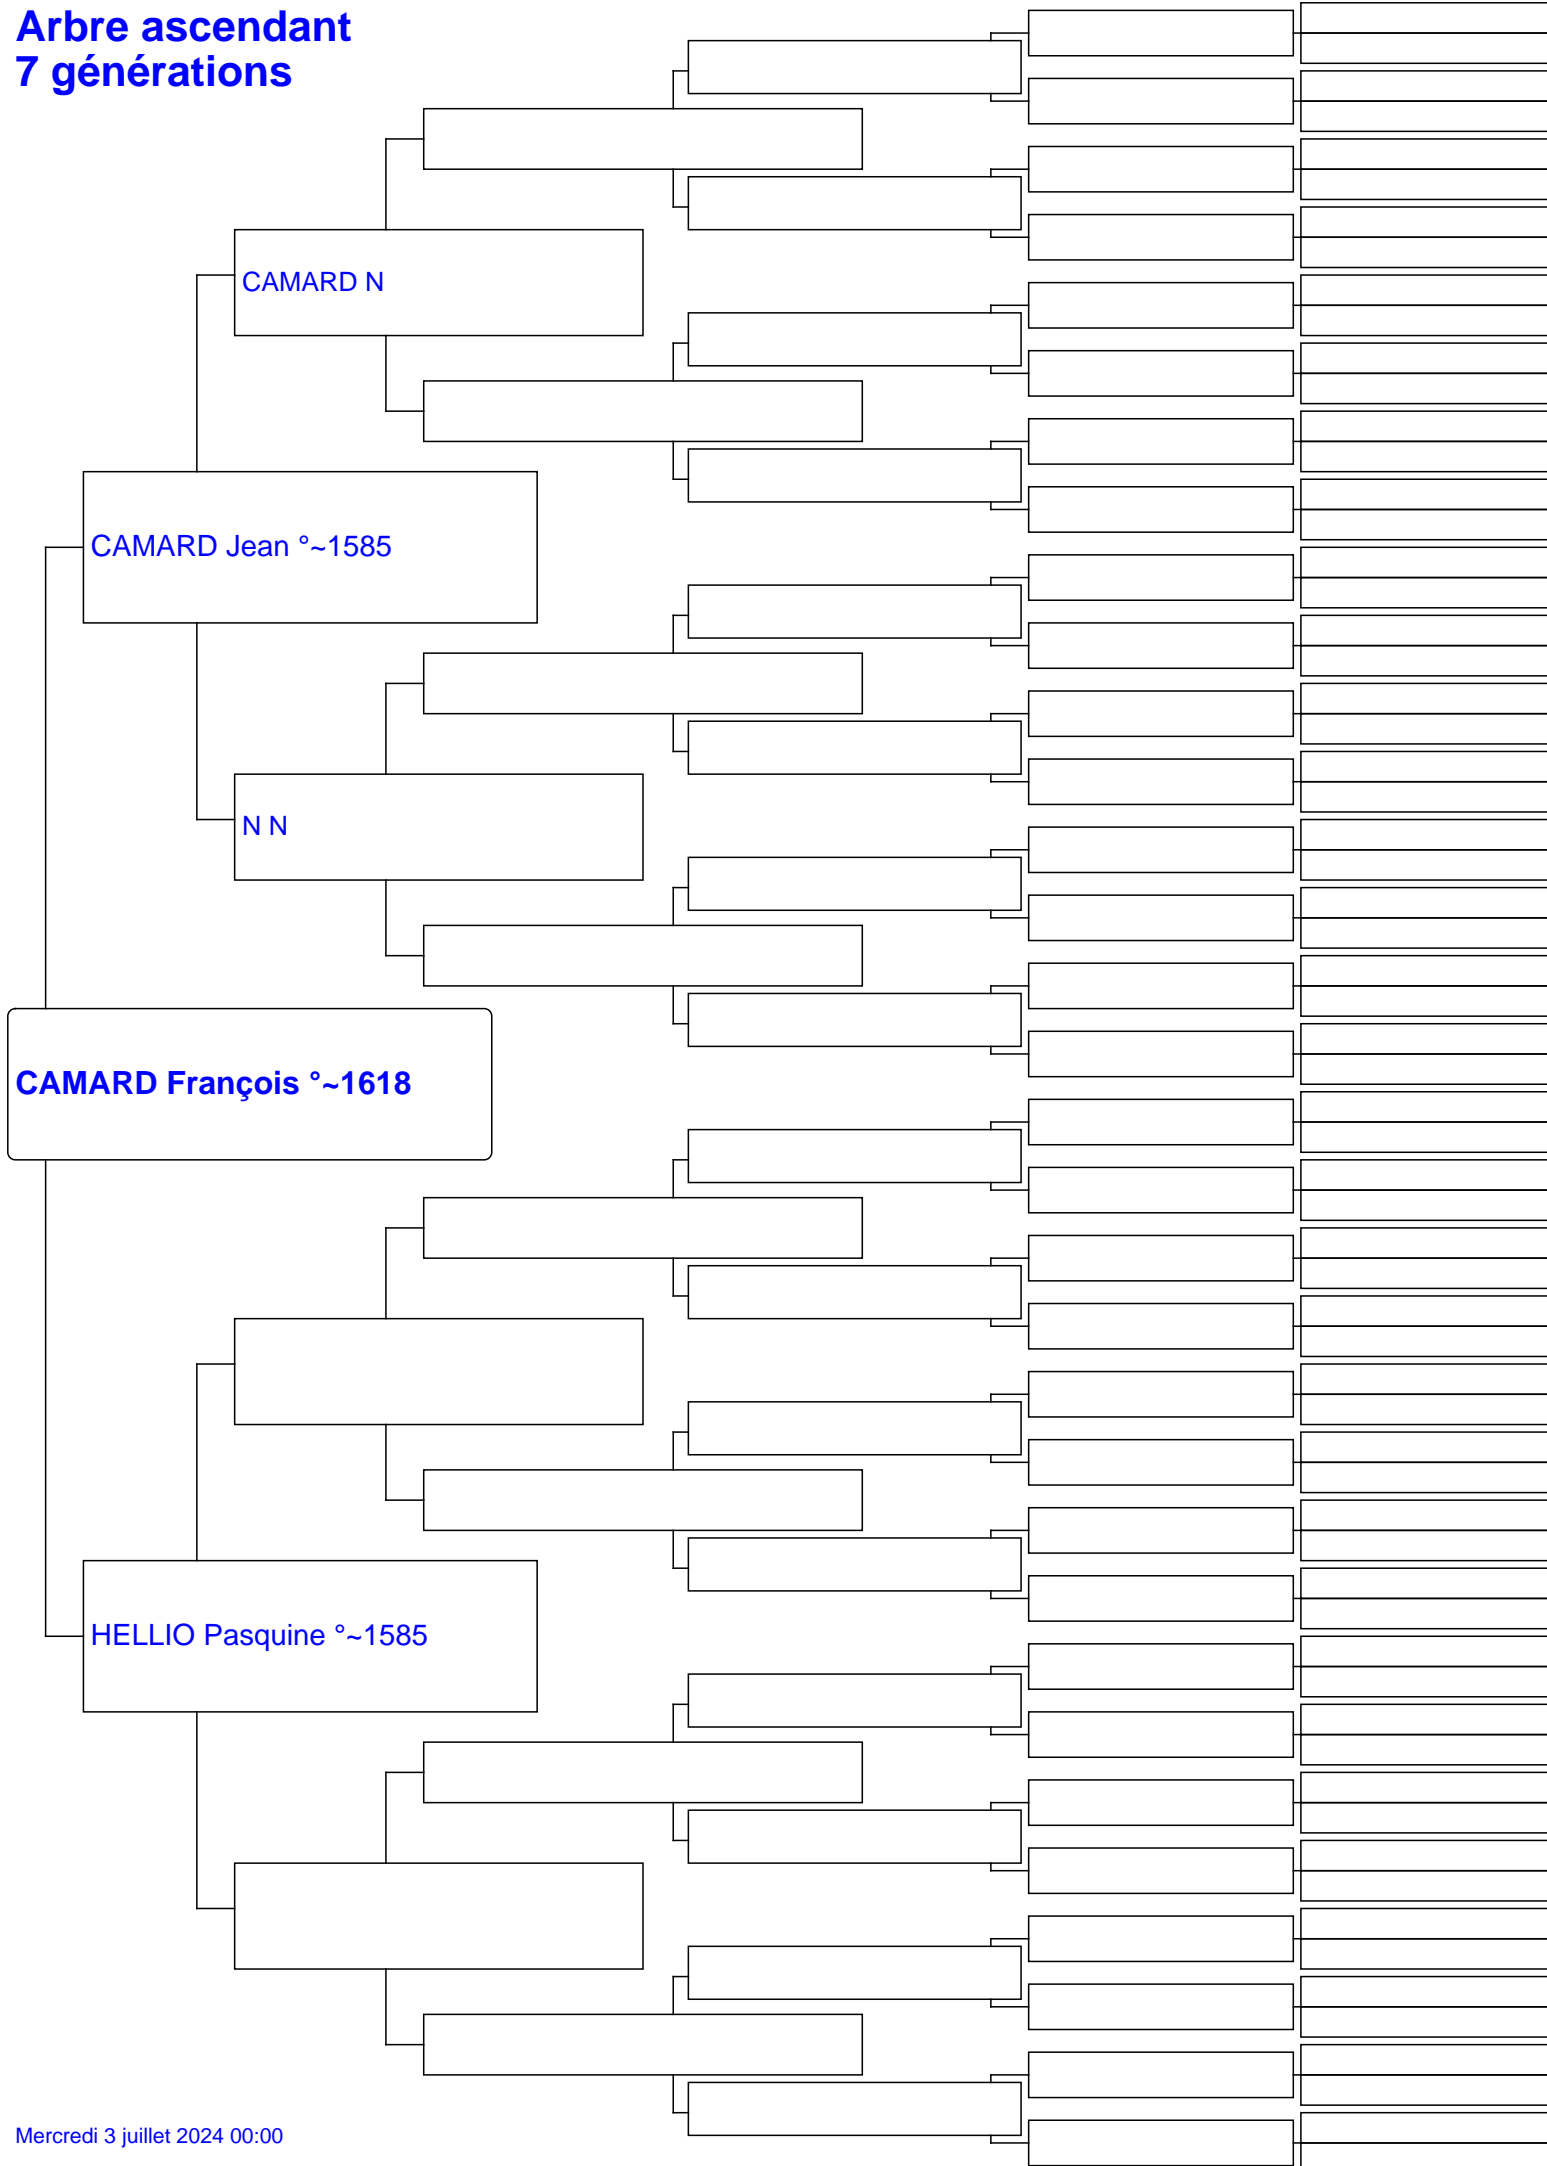 Arbre ascendant
7 générations
CAMARD N
CAMARD Jean °~1585
N N
CAMARD François °~1618
HELLIO Pasquine °~1585
Mercredi 3 juillet 2024 00:00